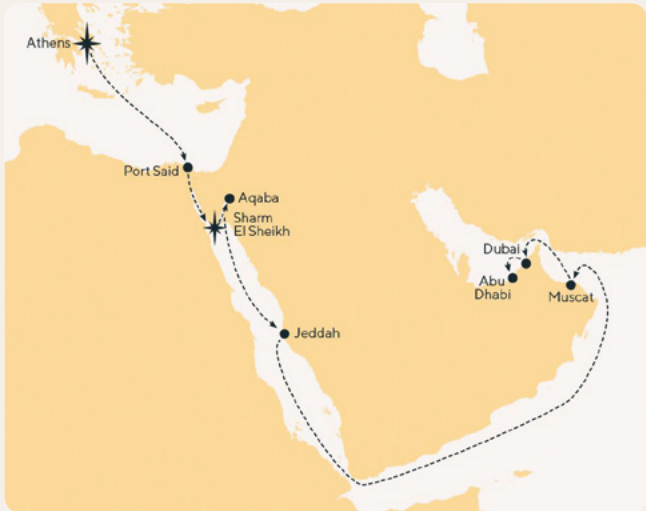 Athens
Port Said
Aqaba
Sharm
El Sheikh
Jeddah
Dubai
Abu
Dhabi
Muscat